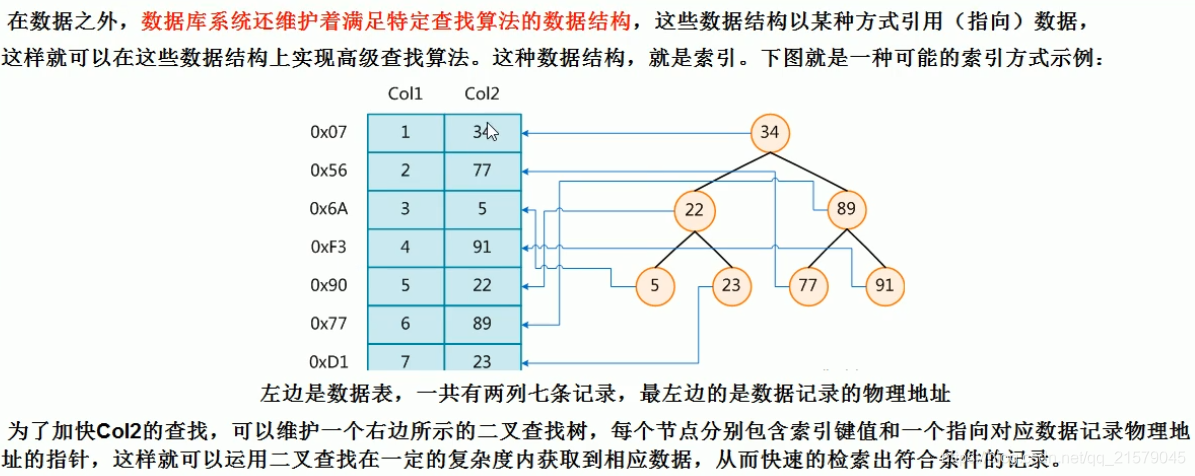 在数据之外，数据库系统还维护着满足特定查找算法的数据结构，这些数据结构以某种方式引用（指向）数据，
这样就可以在这些数据结构上实现高级查找算法。这种数据结构，就是索引。下图就是一种可能的索引方式示例：
Col1 Col2
0x07 1 34
34
0x56 2 77
0x6A 3 5
22 89
0xF3 4 91
0x90 5 22
5 23 77 91
0x77 6 89
0xD1 7 23
左边是数据表，一共有两列七条记录，最左边的是数据记录的物理地址
为了加快Col2的查找，可以维护一个右边所示的二叉查找树，每个节点分别包含索引键值和一个指向对应数据记录物理地
址的指针，这样就可以运用二叉查找在一定的复杂度内获取到相应数据，从而快速的检索出符合条件的记录。